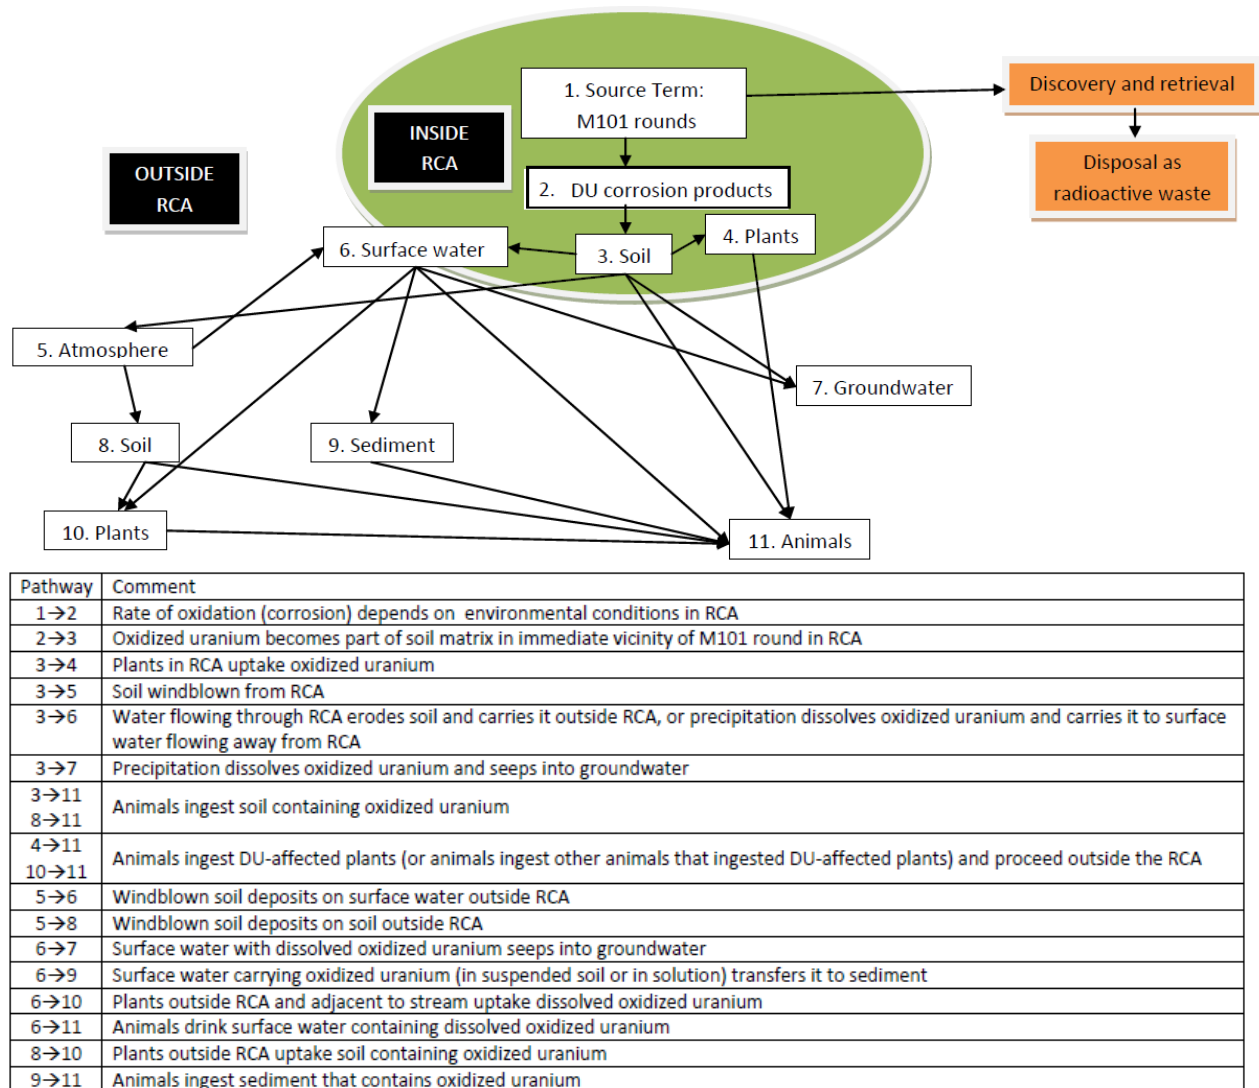 1. Source Term:
M101 rounds
Discovery and retrieval
INSIDE
RCA
Disposal as
radioactive waste
OUTSIDE
RCA
2. DU corrosion products
4. Plants
6. Surface water
3. Soil
5. Atmosphere
7. Groundwater
8. Soil
9. Sediment
10. Plants
11. Animals
Pathway Comment
1→2 Rate of oxidation (corrosion) depends on environmental conditions in RCA
2→3 Oxidized uranium becomes part of soil matrix in immediate vicinity of M101 round in RCA
3→4 Plants in RCA uptake oxidized uranium
3→5 Soil windblown from RCA
3→6 Water flowing through RCA erodes soil and carries it outside RCA, or precipitation dissolves oxidized uranium and carries it to surface
water flowing away from RCA
3→7 Precipitation dissolves oxidized uranium and seeps into groundwater
3→11
8→11
Animals ingest soil containing oxidized uranium
4→11
10→11
Animals ingest DU-affected plants (or animals ingest other animals that ingested DU-affected plants) and proceed outside the RCA
5→6 Windblown soil deposits on surface water outside RCA
5→8 Windblown soil deposits on soil outside RCA
6→7 Surface water with dissolved oxidized uranium seeps into groundwater
6→9 Surface water carrying oxidized uranium (in suspended soil or in solution) transfers it to sediment
6→10 Plants outside RCA and adjacent to stream uptake dissolved oxidized uranium
6→11 Animals drink surface water containing dissolved oxidized uranium
8→10 Plants outside RCA uptake soil containing oxidized uranium
9→11 Animals ingest sediment that contains oxidized uranium